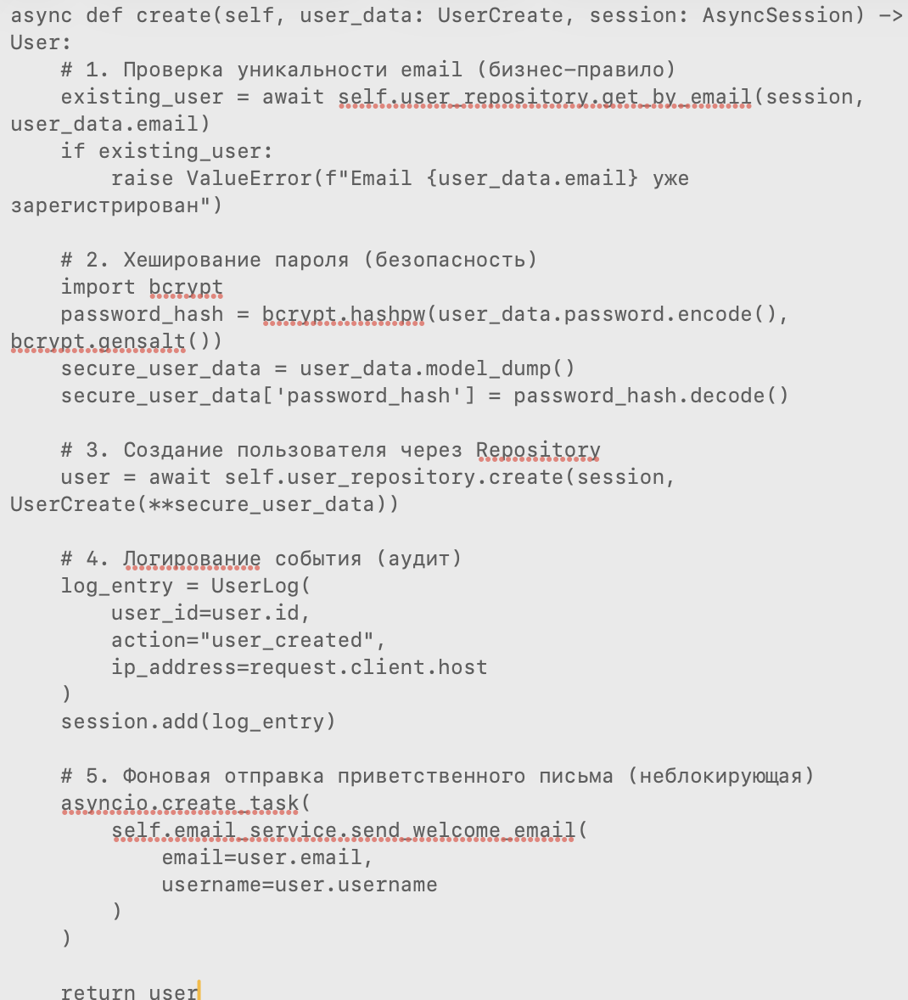 async def create(self, user_data: UserCreate, session: AsyncSession) ->
User:
    # 1. Проверка уникальности email (бизнес-правило)
    existing_user = await self.user_repository.get_by_email(session,
user_data.email)
    if existing_user:
        raise ValueError(f"Email {user_data.email} уже
зарегистрирован")

    # 2. Хеширование пароля (безопасность)
    import bcrypt
    password_hash = bcrypt.hashpw(user_data.password.encode(),
bcrypt.gensalt())
    secure_user_data = user_data.model_dump()
    secure_user_data['password_hash'] = password_hash.decode()

    # 3. Создание пользователя через Repository
    user = await self.user_repository.create(session,
UserCreate(**secure_user_data))

    # 4. Логирование события (аудит)
    log_entry = UserLog(
        user_id=user.id,
        action="user_created",
        ip_address=request.client.host
    )
    session.add(log_entry)

    # 5. Фоновая отправка приветственного письма (неблокирующая)
    asyncio.create_task(
        self.email_service.send_welcome_email(
            email=user.email,
            username=user.username
        )
    )

    return user